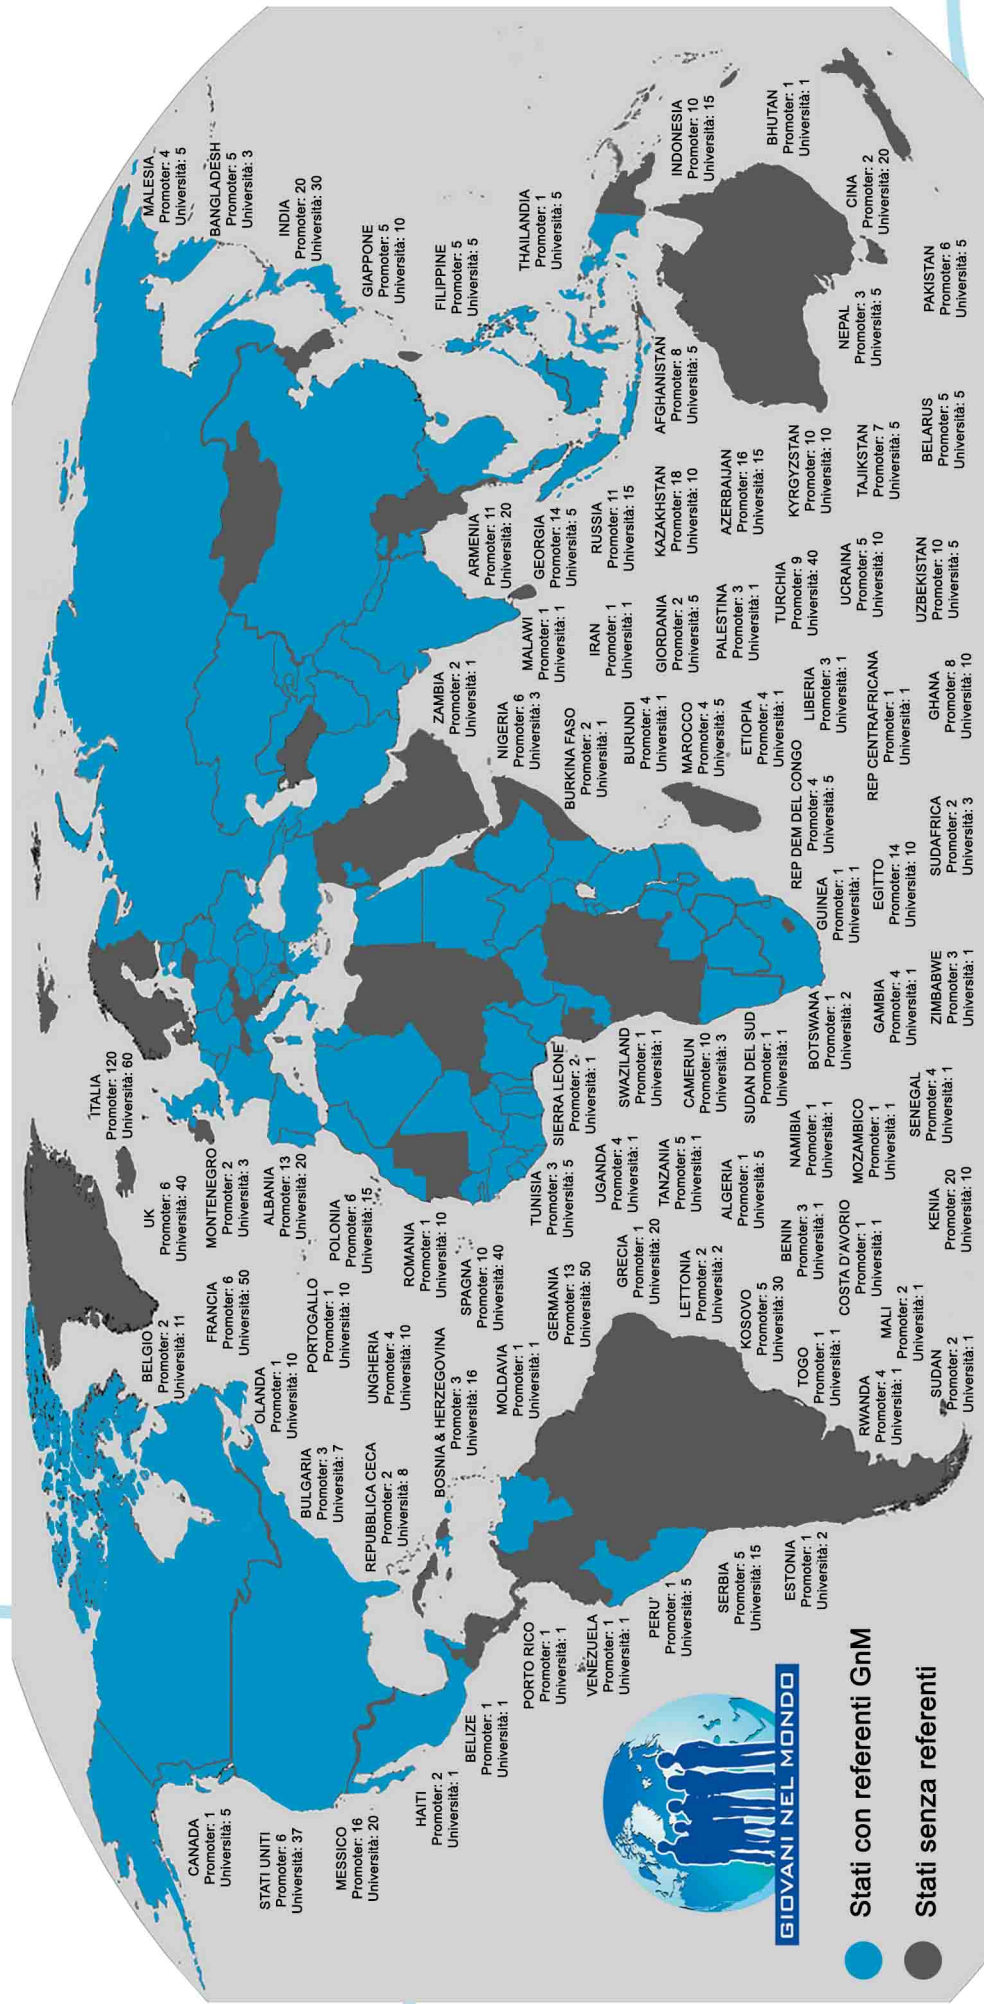 CANADA
Promoter: 1
Università: 5
STATI UNITI
Promoter: 6
Università: 37
MESSICO
Promoter: 16
Università: 20
HAITI
Promoter: 2
Università: 1
BELIZE
Promoter: 1
Università: 1
PORTO RICO
Promoter: 1
Università: 1
VENEZUELA
Promoter: 1
Università: 1
PERU'
Promoter: 1
Università: 5
SERBIA
Promoter: 5
Università: 15
ESTONIA
Promoter: 1
Università: 2
BELGIO
Promoter: 2
Università: 11
FRANCIA
Promoter: 6
Università: 50
OLANDA
Promoter: 1
Università: 10
BULGARIA
Promoter: 3
Università: 7
PORTOGALLO
Promoter: 1
Università: 10
REPUBBLICA CECA
Promoter: 2
Università: 8
UNGHERIA
Promoter: 4
Università: 10
BOSNIA & HERZEGOVINA
Promoter: 3
Università: 16
MOLDAVIA
Promoter: 1
Università: 1
ITALIA
Promoter: 120
Università: 60
UK
Promoter: 6
Università: 40
MONTENEGRO
Promoter: 2
Università: 3
ALBANIA
Promoter: 13
Università: 20
POLONIA
Promoter: 6
Università: 15
ROMANIA
Promoter: 1
Università: 10
SPAGNA
Promoter: 10
Università: 40
GERMANIA
Promoter: 13
Università: 50
GRECIA
Promoter: 1
Università: 20
LETTONIA
Promoter: 2
Università: 2
KOSOVO
Promoter: 5
Università: 30
TUNISIA
Promoter: 3
Università: 5
SIERRA LEONE
Promoter: 2
Università: 1
UGANDA
Promoter: 4
Università: 1
SWAZILAND
Promoter: 1
Università: 1
TANZANIA
Promoter: 5
Università: 1
CAMERUN
Promoter: 10
Università: 3
ALGERIA
Promoter: 1
Università: 5
SUDAN DEL SUD
Promoter: 1
Università: 1
BENIN
Promoter: 3
Università: 1
NAMIBIA
Promoter: 1
Università: 1
BOTSWANA
Promoter: 1
Università: 2
TOGO
Promoter: 1
Università: 1
COSTA D'AVORIO
Promoter: 1
Università: 1
MOZAMBICO
Promoter: 1
Università: 1
GAMBIA
Promoter: 4
Università: 1
RWANDA
Promoter: 4
Università: 1
MALI
Promoter: 2
Università: 1
SENEGAL
Promoter: 4
Università: 1
SUDAN
Promoter: 2
Università: 1
KENIA
Promoter: 20
Università: 10
ZIMBABWE
Promoter: 3
Università: 1
ZAMBIA
Promoter: 2
Università: 1
NIGERIA
Promoter: 6
Università: 3
BURKINA FASO
Promoter: 2
Università: 1
BURUNDI
Promoter: 4
Università: 1
MAROCCO
Promoter: 4
Università: 5
ETIOPIA
Promoter: 4
Università: 1
REP DEM DEL CONGO
Promoter: 4
Università: 5
LIBERIA
Promoter: 3
Università: 1
GUINEA
Promoter: 1
Università: 1
REP CENTRAFRICANA
Promoter: 1
Università: 1
EGITTO
Promoter: 14
Università: 10
SUDAFRICA
Promoter: 2
Università: 3
GHANA
Promoter: 8
Università: 10
ARMENIA
Promoter: 11
Università: 20
MALAWI
Promoter: 1
Università: 1
GEORGIA
Promoter: 14
Università: 5
IRAN
Promoter: 1
Università: 1
RUSSIA
Promoter: 11
Università: 15
GIORDANIA
Promoter: 2
Università: 5
KAZAKHSTAN
Promoter: 18
Università: 10
PALESTINA
Promoter: 3
Università: 1
AZERBAIJAN
Promoter: 16
Università: 15
TURCHIA
Promoter: 9
Università: 40
KYRGYZSTAN
Promoter: 10
Università: 10
UCRAINA
Promoter: 5
Università: 10
TAJIKSTAN
Promoter: 7
Università: 5
UZBEKISTAN
Promoter: 10
Università: 5
BELARUS
Promoter: 5
Università: 5
MALESIA
Promoter: 4
Università: 5
BANGLADESH
Promoter: 5
Università: 3
INDIA
Promoter: 20
Università: 30
GIAPPONE
Promoter: 5
Università: 10
FILIPPINE
Promoter: 5
Università: 5
THAILANDIA
Promoter: 1
Università: 5
AFGHANISTAN
Promoter: 8
Università: 5
INDONESIA
Promoter: 10
Università: 15
BHUTAN
Promoter: 1
Università: 1
NEPAL
Promoter: 3
Università: 5
CINA
Promoter: 2
Università: 20
PAKISTAN
Promoter: 6
Università: 5
GIOVANI NEL MONDO
Stati con referenti GnM
Stati senza referenti